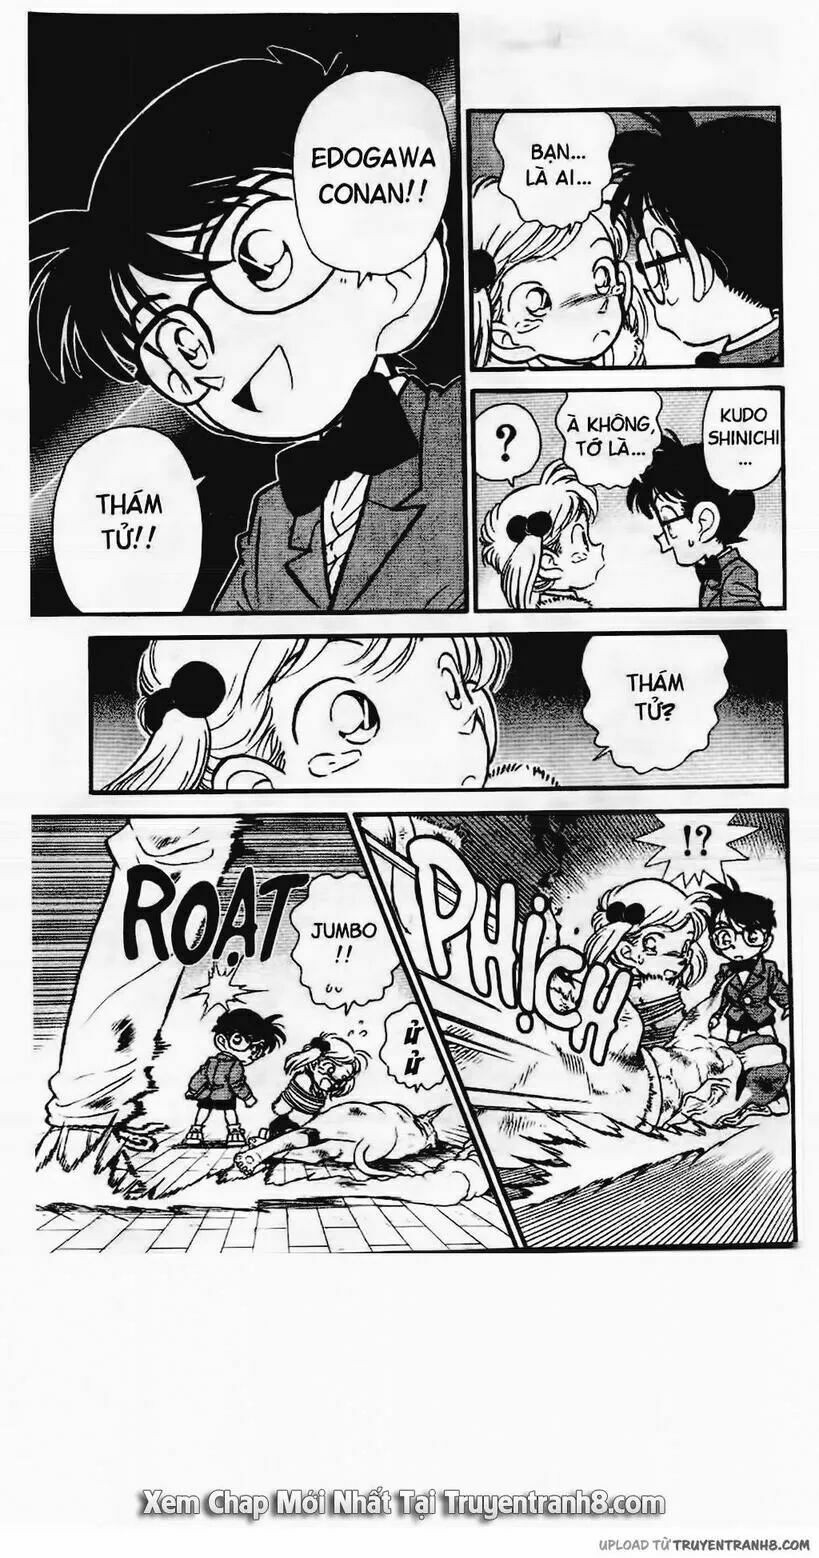 BẠN...
LÀ AI...
KUDO
SHINICHI
...
À KHÔNG,
TỚ LÀ...
?
EDOGAWA
CONAN!!
THÁM
TỬ!!
THÁM
TỬ?
!?
PHỊCH
JUMBO
!!
ROẠT
ử
ử
Xem Chap Mới Nhất Tại Truyentranh8.com
UPLOAD TỪ TRUYENTRANH8.COM